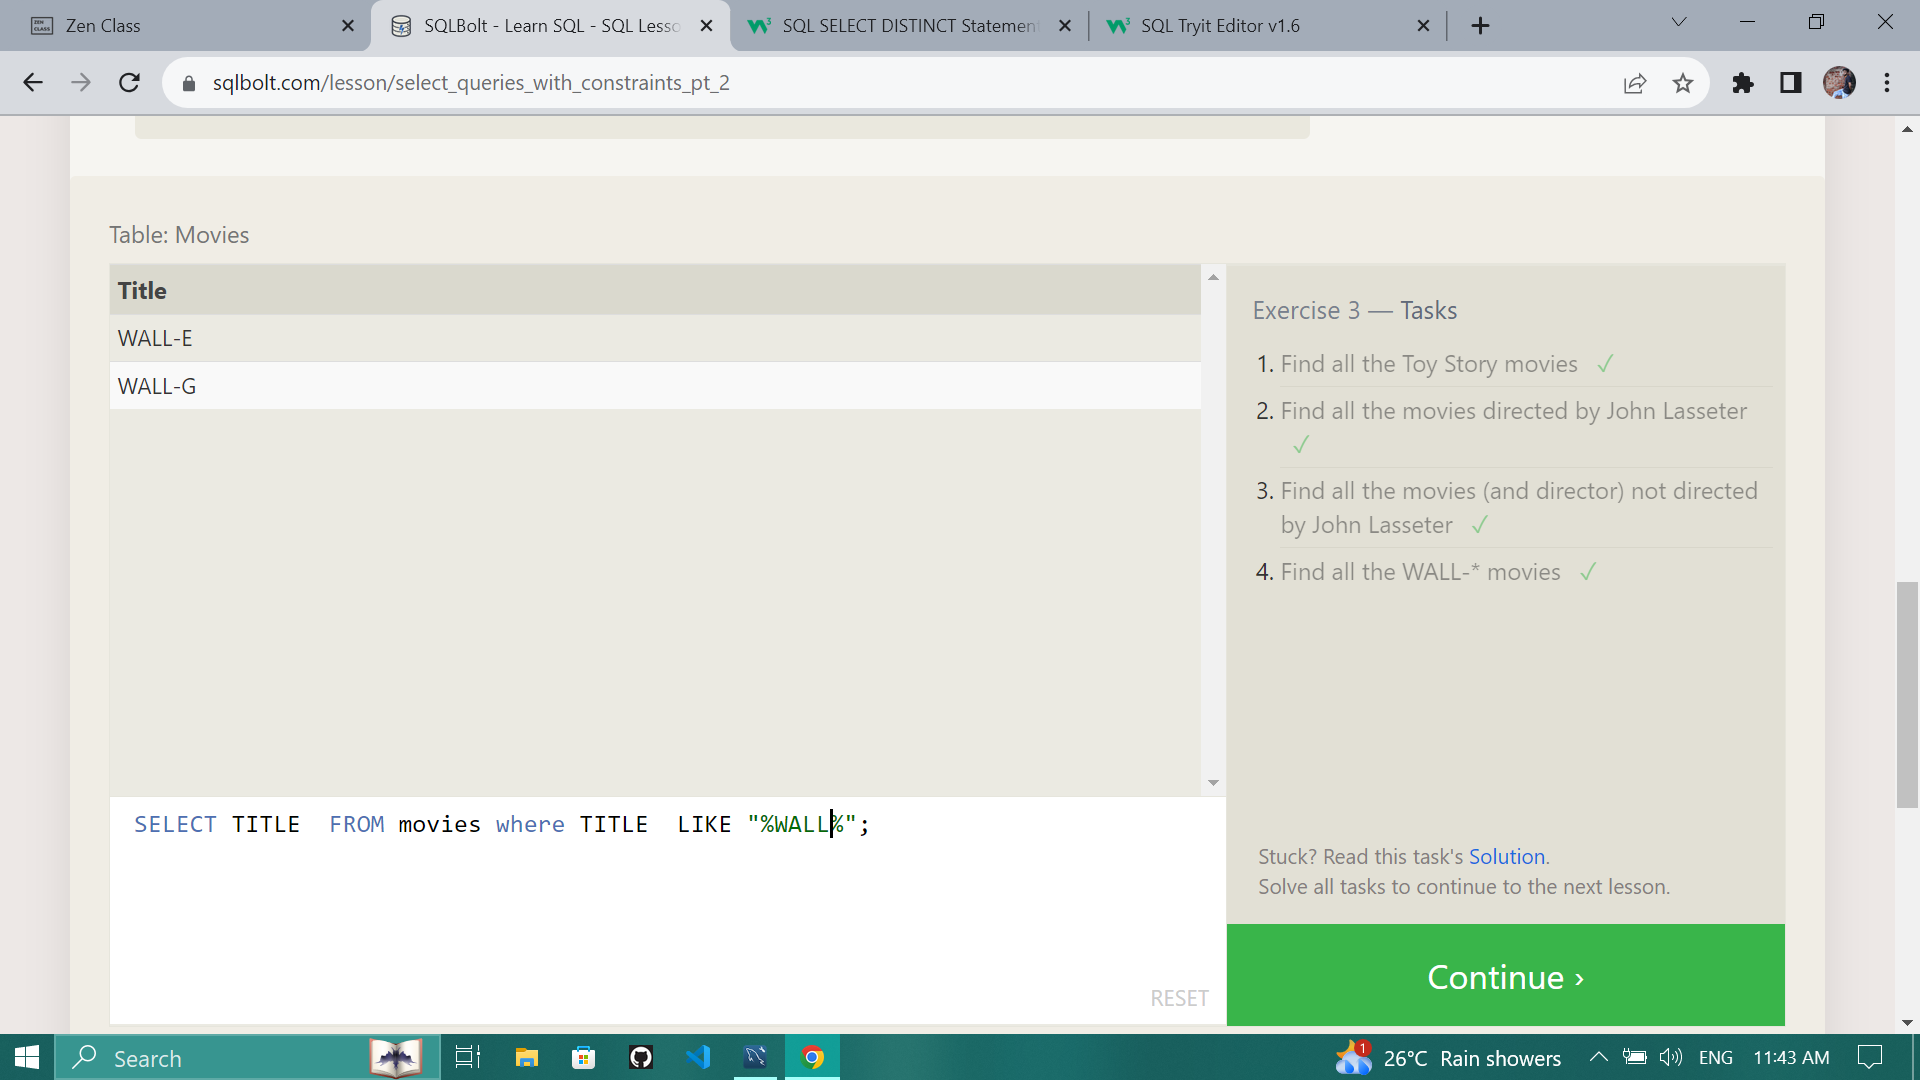 Zen Class
SQLBolt - Learn SQL - SQL Lesso
SQL SELECT DISTINCT Statement
SQL Tryit Editor v1.6
sqlbolt.com/lesson/select_queries_with_constraints_pt_2
Table: Movies
Title
WALL-E
WALL-G
Exercise 3 — Tasks
1. Find all the Toy Story movies ✓
2. Find all the movies directed by John Lasseter
✓
3. Find all the movies (and director) not directed
by John Lasseter ✓
4. Find all the WALL-* movies ✓
SELECT TITLE  FROM movies where TITLE  LIKE "%WALL%";
RESET
Stuck? Read this task's Solution.
Solve all tasks to continue to the next lesson.
Continue ›
Search
1
26°C Rain showers
ENG
11:43 AM